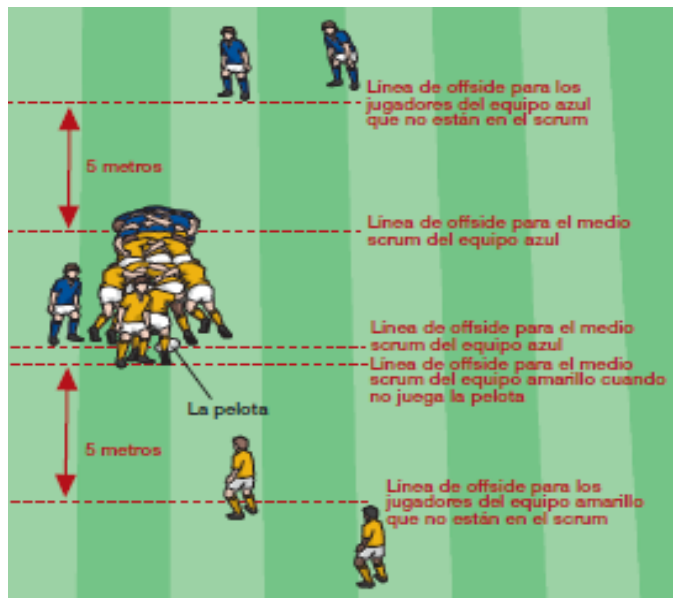 Línea de offside para los
jugadores del equipo azul
que no están en el scrum
5 metros
Línea de offside para el medio
scrum del equipo azul
Línea de offside para el medio
scrum del equipo azul
Línea de offside para el medio
scrum del equipo amarillo cuando
no juega la pelota
La pelota
5 metros
Línea de offside para los
jugadores del equipo amarillo
que no están en el scrum